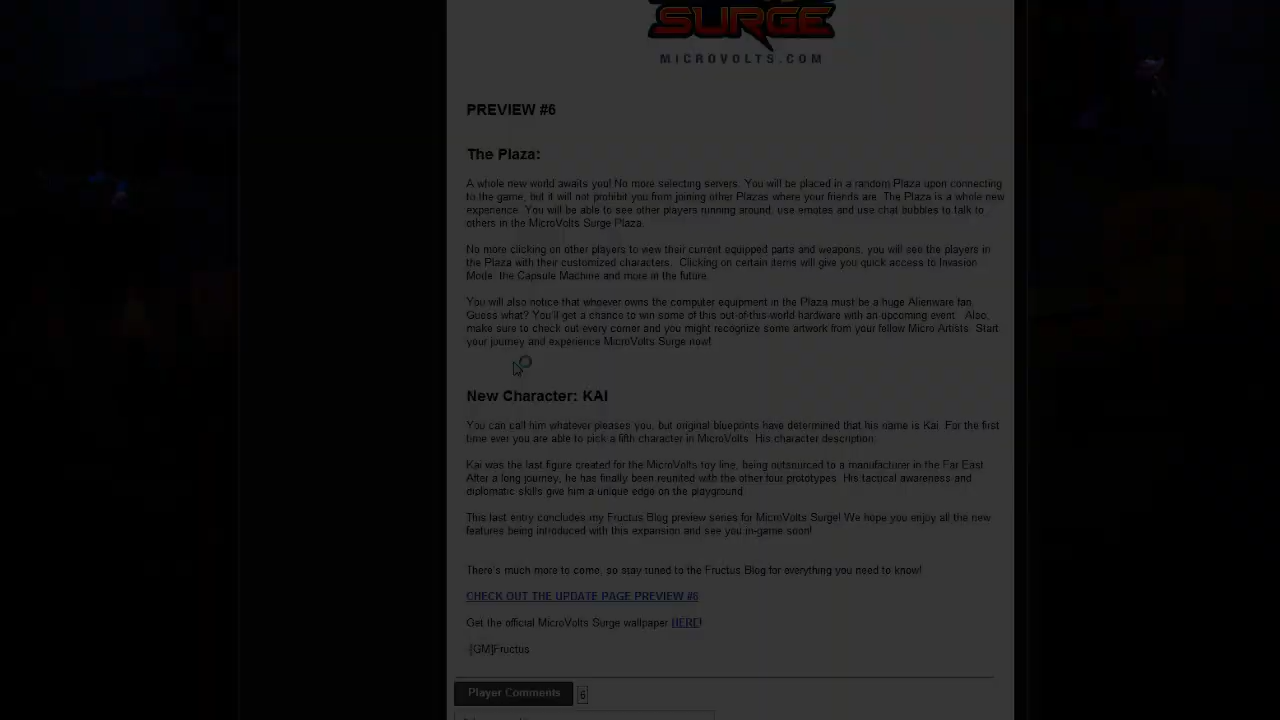 SURGE
MICROVOLTS.COM
PREVIEW #6
The Plaza:
A whole new world awaits you! No more selecting servers. You will be placed in a random Plaza upon connecting
to the game, but it will not prohibit you from joining other Plazas where your friends are. The Plaza is a whole new
experience. You will be able to see other players running around, use emotes and use chat bubbles to talk to
others in the MicroVolts Surge Plaza.
No more clicking on other players to view their current equipped parts and weapons, you will see the players in
the Plaza with their customized characters. Clicking on certain items will give you quick access to Invasion
Mode, the Capsule Machine and more in the future.
You will also notice that whoever owns the computer equipment in the Plaza must be a huge Alienware fan.
Guess what? You'll get a chance to win some of this out-of-this-world hardware with an upcoming event. Also,
make sure to check out every corner and you might recognize some artwork from your fellow Micro Artists. Start
your journey and experience MicroVolts Surge now!
New Character: KAI
You can call him whatever pleases you, but original blueprints have determined that his name is Kai. For the first
time ever you are able to pick a fifth character in MicroVolts. His character description:
Kai was the last figure created for the MicroVolts toy line, being outsourced to a manufacturer in the Far East.
After a long journey, he has finally been reunited with the other four prototypes. His tactical awareness and
diplomatic skills give him a unique edge on the playground.
This last entry concludes my Fructus Blog preview series for MicroVolts Surge! We hope you enjoy all the new
features being introduced with this expansion and see you in-game soon!
There's much more to come, so stay tuned to the Fructus Blog for everything you need to know!
CHECK OUT THE UPDATE PAGE PREVIEW #6
Get the official MicroVolts Surge wallpaper HERE!
-[GM]Fructus
Player Comments 6